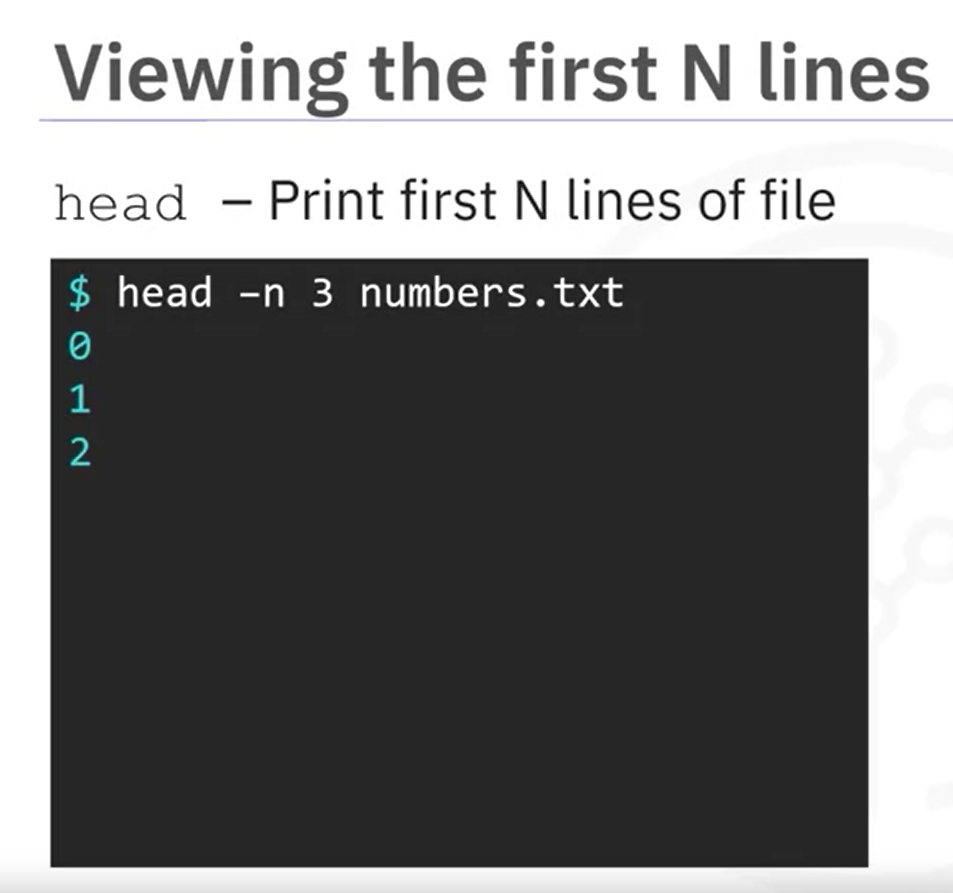 Viewing the first N lines
head – Print first N lines of file
$ head –n 3 numbers.txt
0
1
2